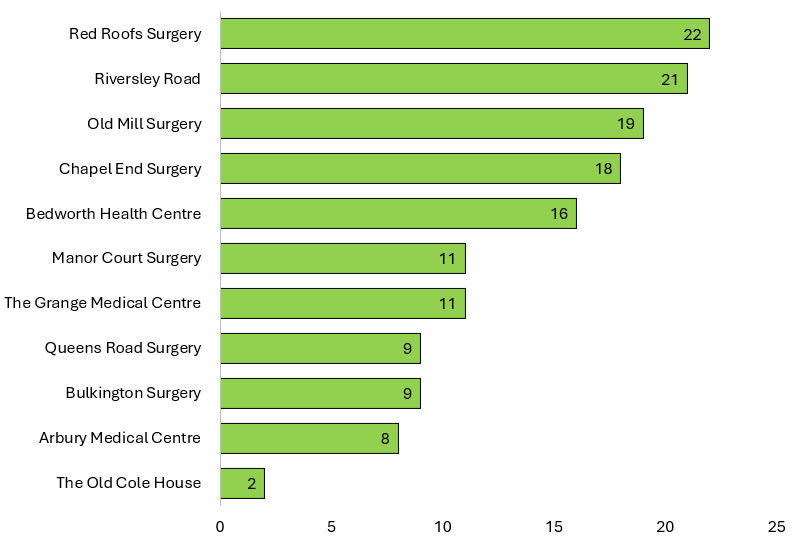 Red Roofs Surgery 22
Riversley Road 21
Old Mill Surgery 19
Chapel End Surgery 18
Bedworth Health Centre 16
Manor Court Surgery 11
The Grange Medical Centre 11
Queens Road Surgery 9
Bulkington Surgery 9
Arbury Medical Centre 8
The Old Cole House 2
0 5 10 15 20 25